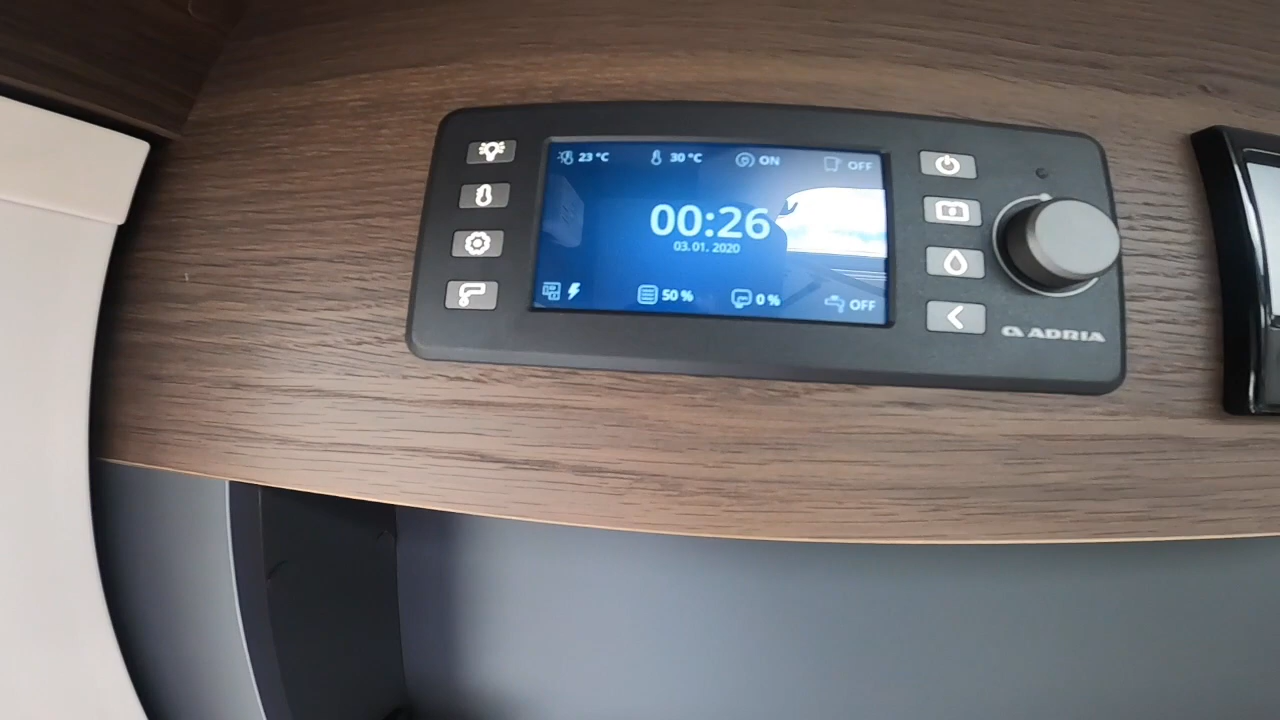 23 °C 30 °C ON OFF
00:26
03. 01. 2020
50 % 0 % OFF
ADRIA